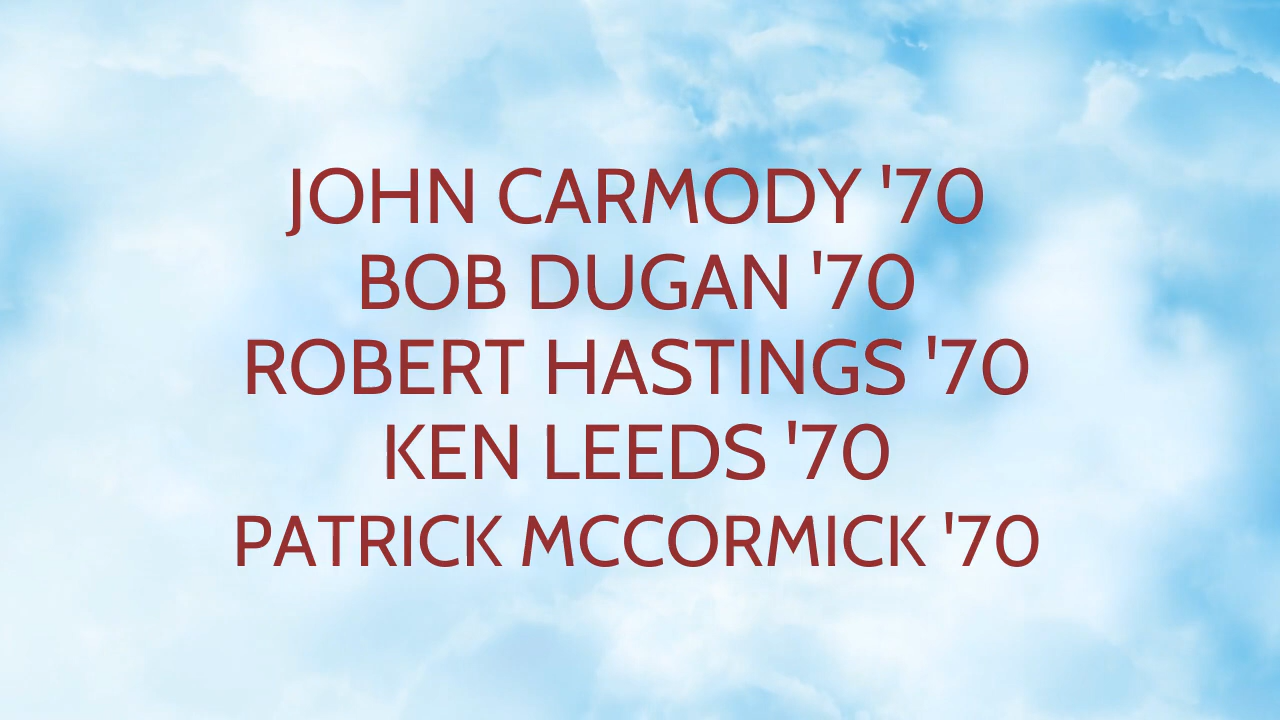 JOHN CARMODY '70
BOB DUGAN '70
ROBERT HASTINGS '70
KEN LEEDS '70
PATRICK MCCORMICK '70